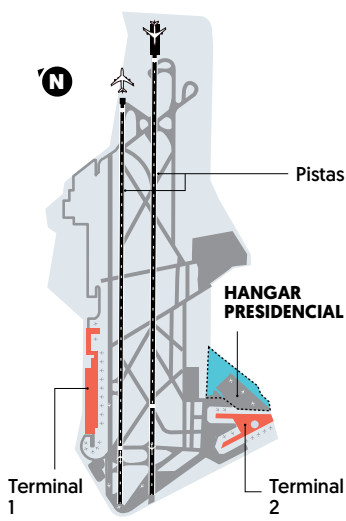 N
Pistas
HANGAR
PRESIDENCIAL
Terminal
1
Terminal
2